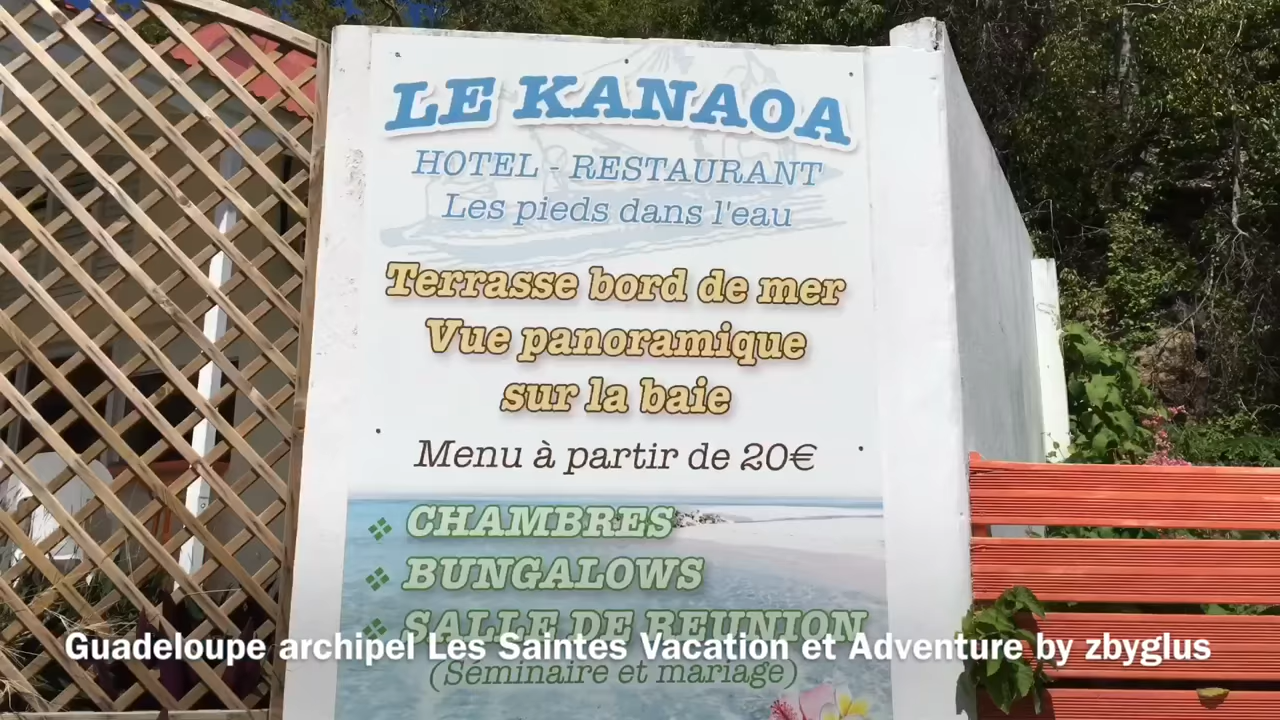 LE KANAOA
HOTEL - RESTAURANT
Les pieds dans l'eau
Terrasse bord de mer
Vue panoramique
sur la baie
Menu à partir de 20€
CHAMBRES
BUNGALOWS
SALLE DE REUNION
Guadeloupe archipel Les Saintes Vacation et Adventure by zbyglus
(Séminaire et mariage)